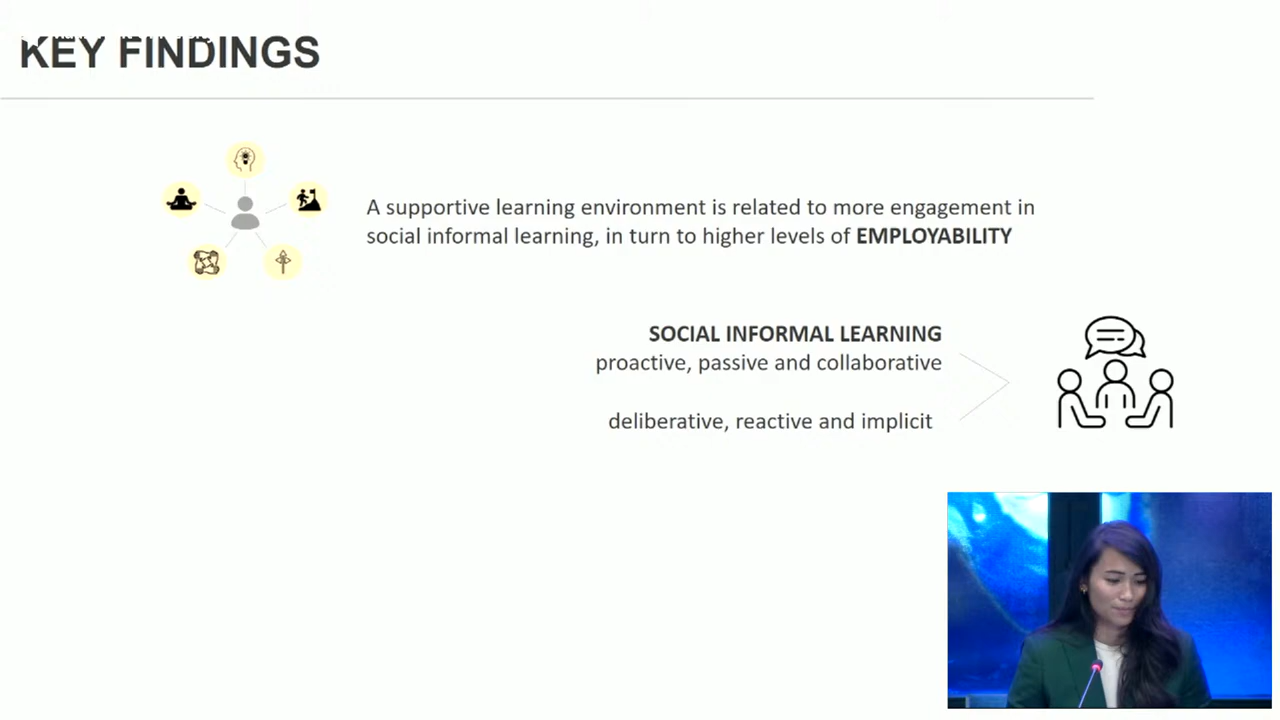 KEY FINDINGS
A supportive learning environment is related to more engagement in
social informal learning, in turn to higher levels of EMPLOYABILITY
SOCIAL INFORMAL LEARNING
proactive, passive and collaborative
deliberative, reactive and implicit